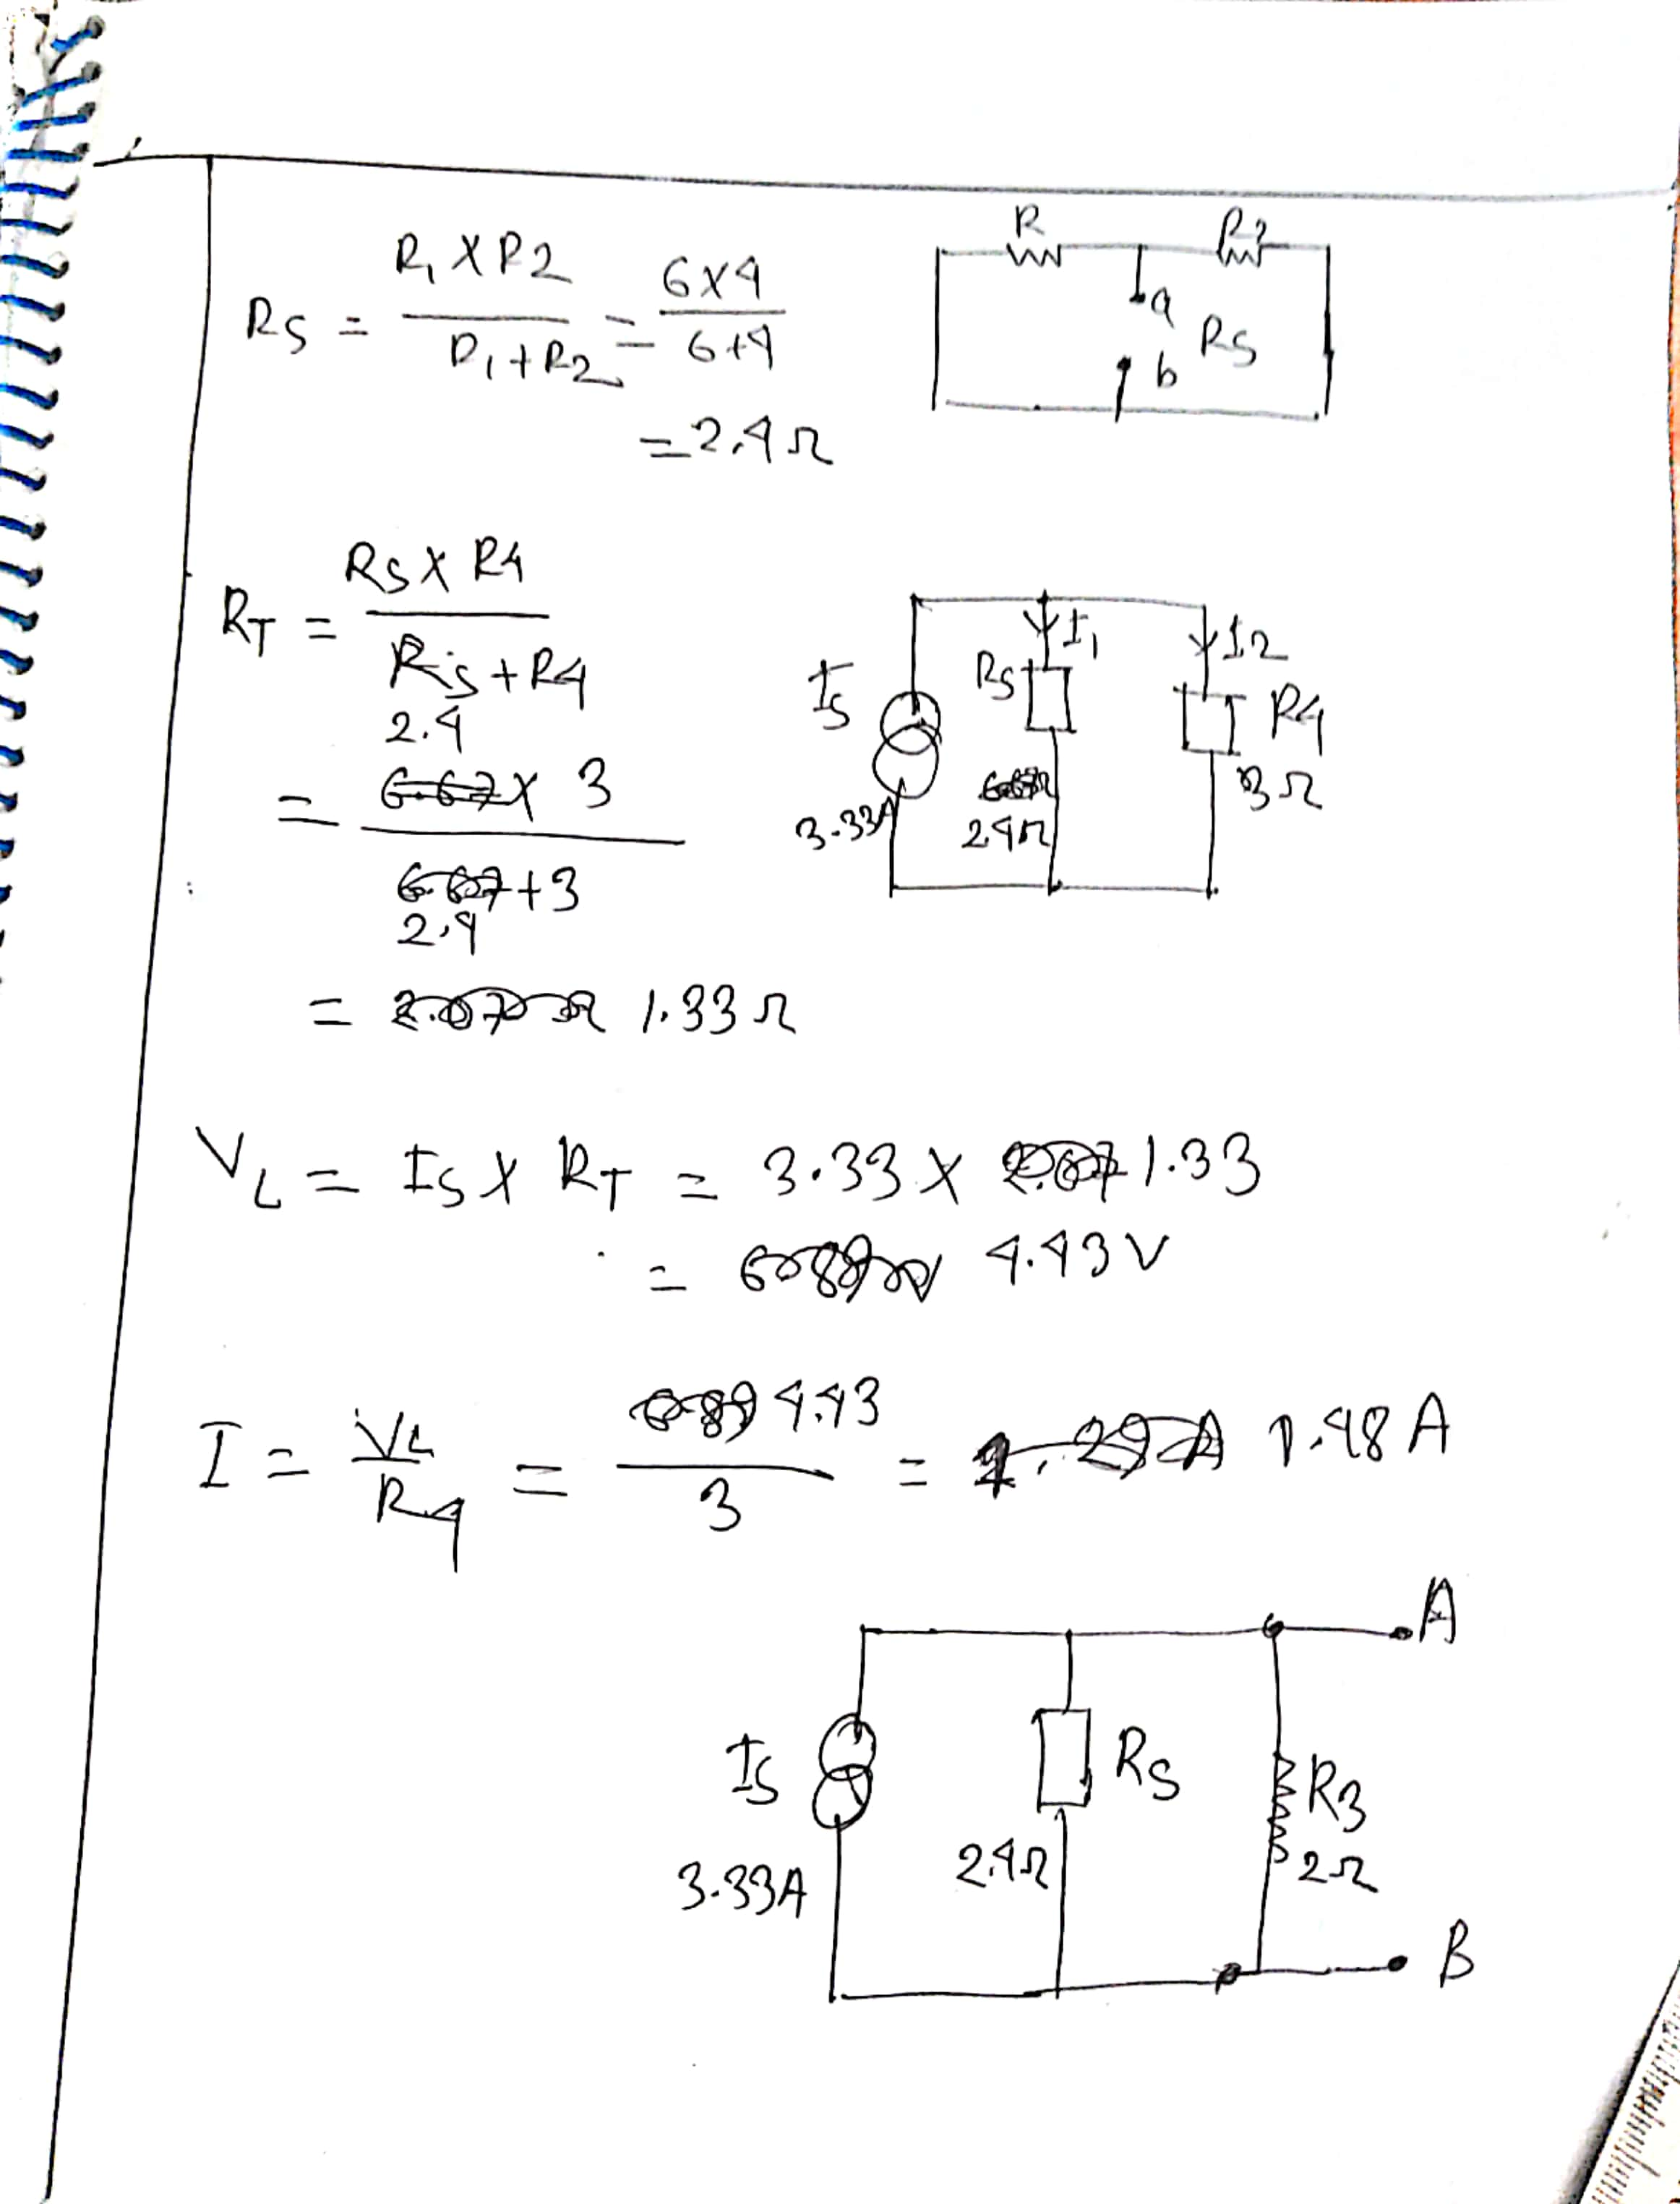 RS = R1 X R2 / R1 + R2 = 6X4 / 6+4
= 2.4Ω
R R2
a
b RS
RT = RS X R4 / RS + R4
= 2.4 X 3 / 2.4 + 3
= 1.33Ω
IS 3.33A
I1 RS 2.4Ω
I2 R4 3Ω
VL = IS X RT = 3.33 X 1.33
= 4.43V
I = VL / R4 = 4.43 / 3 = 1.48 A
A
IS RS R3
3.33A 2.4Ω 2Ω
B